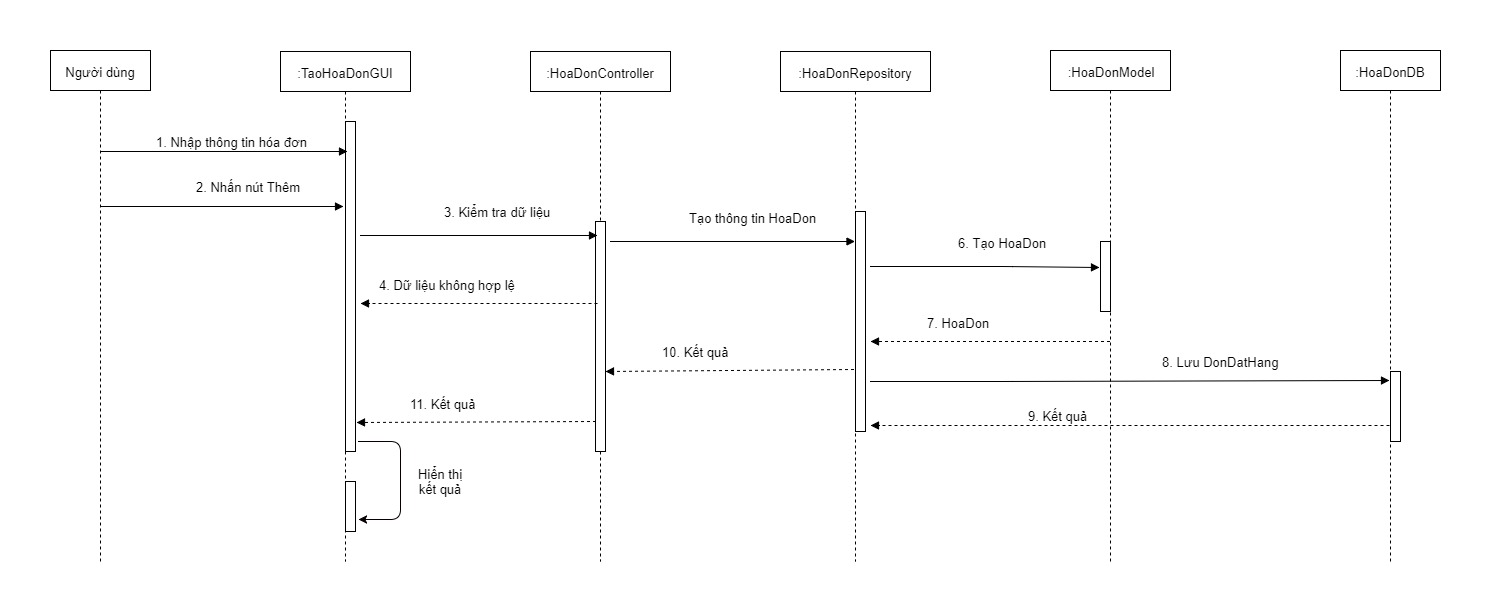 Người dùng
:TaoHoaDonGUI
:HoaDonController
:HoaDonRepository
:HoaDonModel
:HoaDonDB
1. Nhập thông tin hóa đơn
2. Nhấn nút Thêm
3. Kiểm tra dữ liệu
Tạo thông tin HoaDon
6. Tạo HoaDon
4. Dữ liệu không hợp lệ
7. HoaDon
10. Kết quả
8. Lưu DonDatHang
11. Kết quả
9. Kết quả
Hiển thị
kết quả